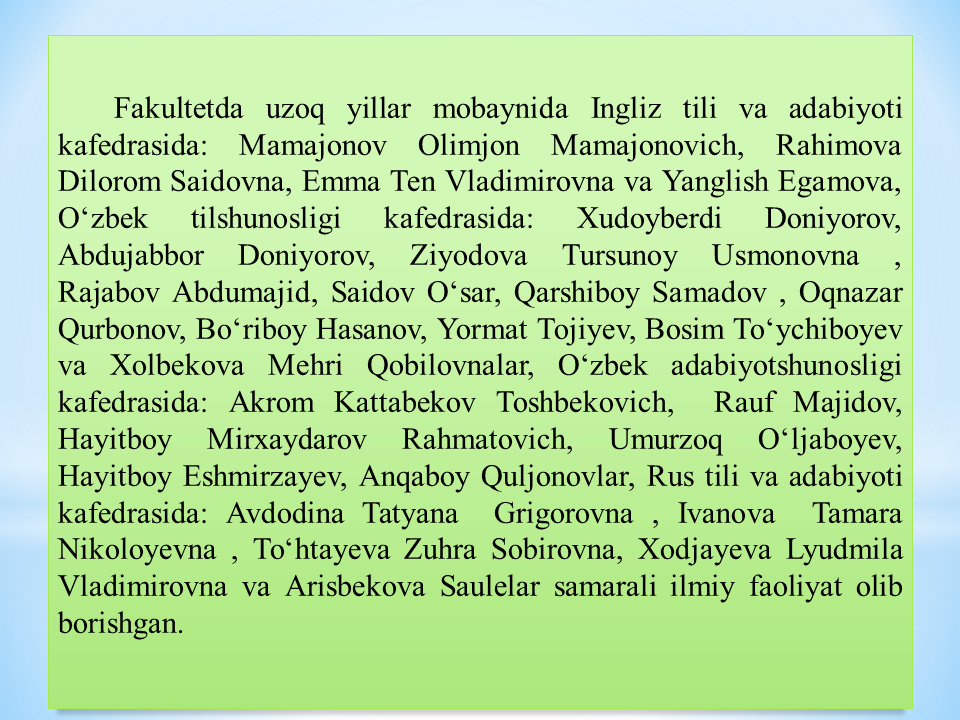 Fakultetda uzoq yillar mobaynida Ingliz tili va adabiyoti
kafedrasida: Mamajonov Olimjon Mamajonovich, Rahimova
Dilorom Saidovna, Emma Ten Vladimirovna va Yanglish Egamova,
O‘zbek tilshunosligi kafedrasida: Xudoyberdi Doniyorov,
Abdujabbor Doniyorov, Ziyodova Tursunoy Usmonovna ,
Rajabov Abdumajid, Saidov O‘sar, Qarshiboy Samadov , Oqnazar
Qurbonov, Bo‘riboy Hasanov, Yormat Tojiyev, Bosim To‘ychiboyev
va Xolbekova Mehri Qobilovnalar, O‘zbek adabiyotshunosligi
kafedrasida: Akrom Kattabekov Toshbekovich, Rauf Majidov,
Hayitboy Mirxaydarov Rahmatovich, Umurzoq O‘ljaboyev,
Hayitboy Eshmirzayev, Anqaboy Quljonovlar, Rus tili va adabiyoti
kafedrasida: Avdodina Tatyana Grigorovna , Ivanova Tamara
Nikoloyevna , To‘htayeva Zuhra Sobirovna, Xodjayeva Lyudmila
Vladimirovna va Arisbekova Saulelar samarali ilmiy faoliyat olib
borishgan.